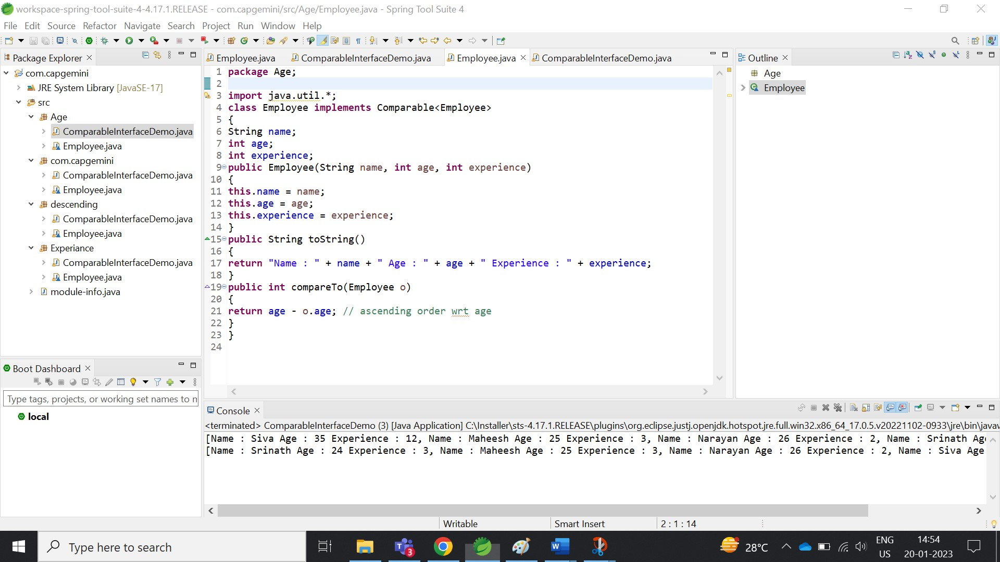 workspace-spring-tool-suite-4-4.17.1.RELEASE - com.capgemini/src/Age/Employee.java - Spring Tool Suite 4
File Edit Source Refactor Navigate Search Project Run Window Help
Package Explorer
com.capgemini
JRE System Library [JavaSE-17]
src
Age
ComparableInterfaceDemo.java
Employee.java
com.capgemini
ComparableInterfaceDemo.java
Employee.java
descending
ComparableInterfaceDemo.java
Employee.java
Experiance
ComparableInterfaceDemo.java
Employee.java
module-info.java
Boot Dashboard
Type tags, projects, or working set names to n
local
Employee.java ComparableInterfaceDemo.java Employee.java ComparableInterfaceDemo.java
1 package Age;
2
3 import java.util.*;
4 class Employee implements Comparable<Employee>
5 {
6 String name;
7 int age;
8 int experience;
9 public Employee(String name, int age, int experience)
10 {
11 this.name = name;
12 this.age = age;
13 this.experience = experience;
14 }
15 public String toString()
16 {
17 return "Name : " + name + " Age : " + age + " Experience : " + experience;
18 }
19 public int compareTo(Employee o)
20 {
21 return age - o.age; // ascending order wrt age
22 }
23 }
24
Outline
Age
Employee
Console
<terminated> ComparableInterfaceDemo (3) [Java Application] C:\Installer\sts-4.17.1.RELEASE\plugins\org.eclipse.justj.openjdk.hotspot.jre.full.win32.x86_64_17.0.5.v20221102-0933\jre\bin\javaw
[Name : Siva Age : 35 Experience : 12, Name : Maheesh Age : 25 Experience : 3, Name : Narayan Age : 26 Experience : 2, Name : Srinath Age
[Name : Srinath Age : 24 Experience : 3, Name : Maheesh Age : 25 Experience : 3, Name : Narayan Age : 26 Experience : 2, Name : Siva Age
Writable Smart Insert 2 : 1 : 14
Type here to search
3
28°C
ENG
US
14:54
20-01-2023